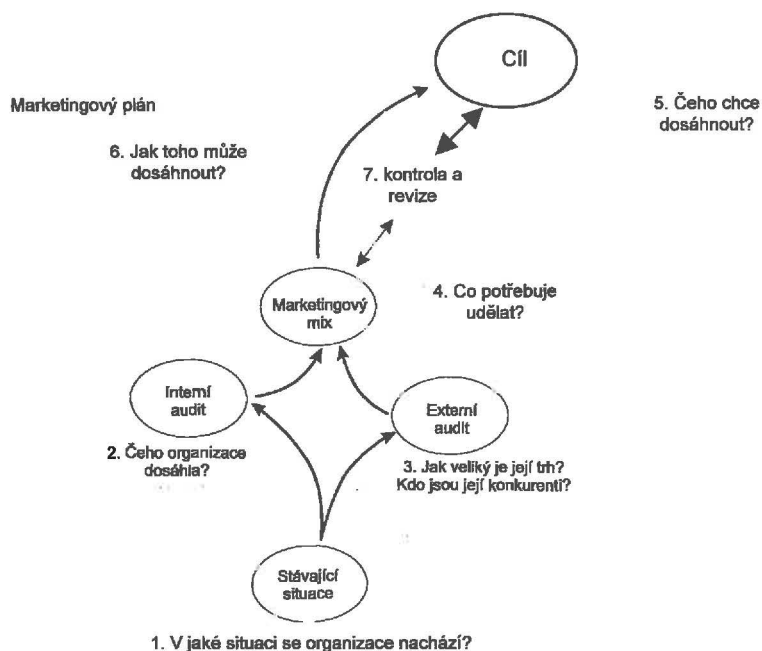 Cíl
Marketingový plán
5. Čeho chce
dosáhnout?
6. Jak toho může
dosáhnout?
7. kontrola a
revize
4. Co potřebuje
udělat?
Marketingový
mix
Interní
audit
Externí
audit
2. Čeho organizace
dosáhla?
3. Jak veliký je její trh?
Kdo jsou její konkurenti?
Stávající
situace
1. V jaké situaci se organizace nachází?